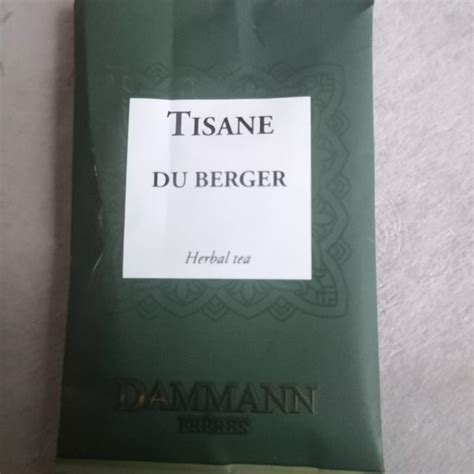 TISANE
DU BERGER
Herbal tea
DAMMANN
FRÈRES